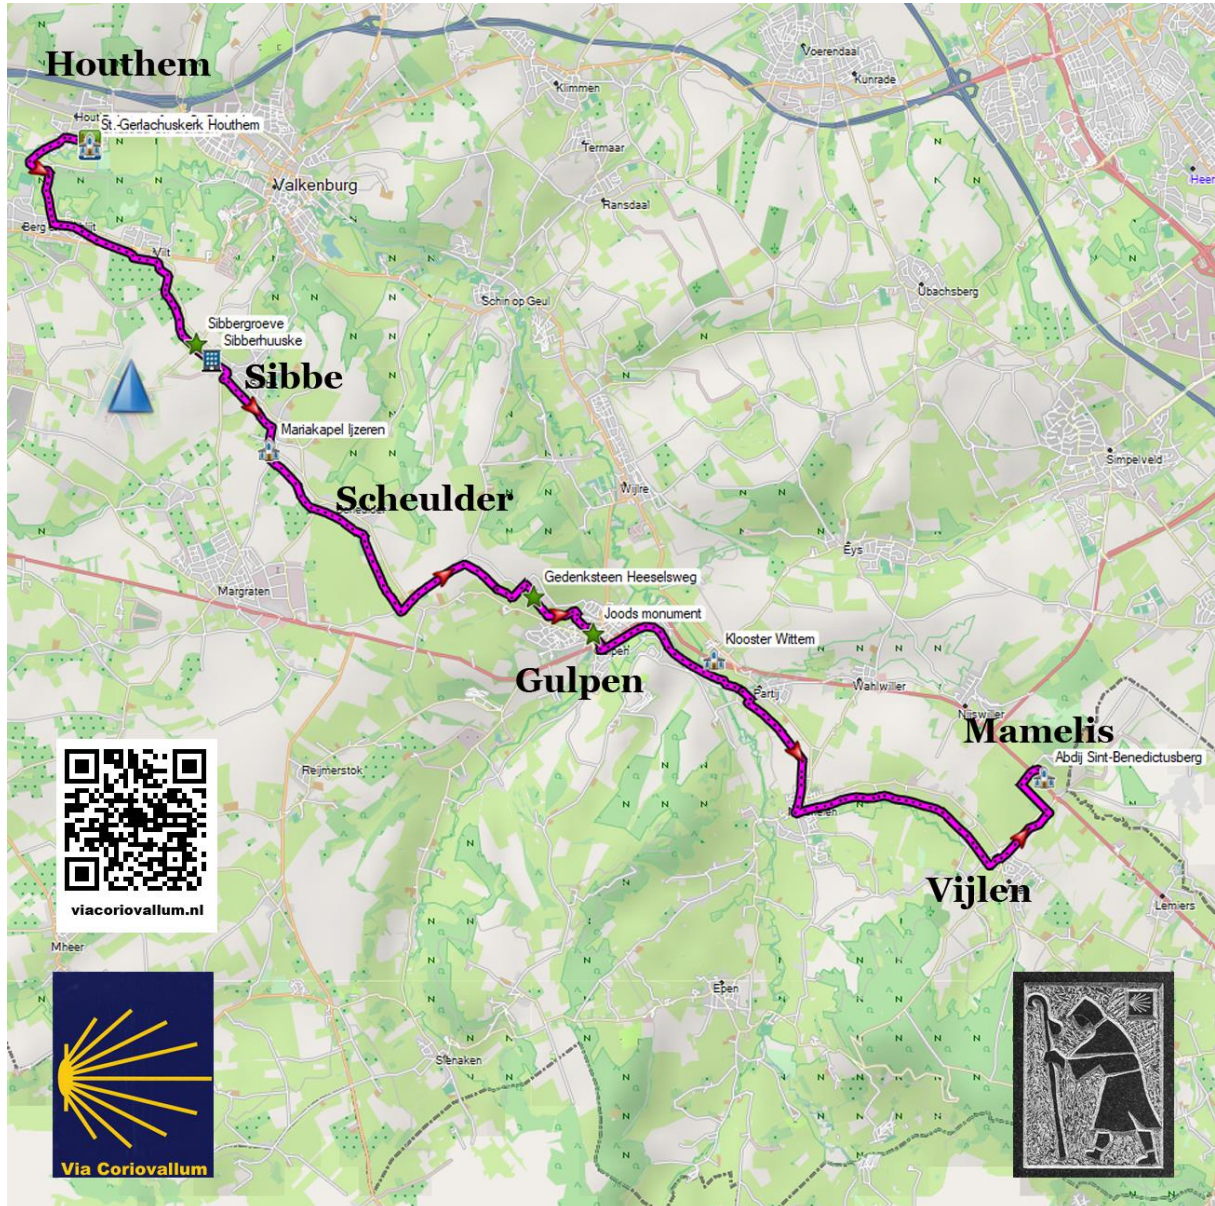 Houthem
Voerendaal
Kunrade
Klimmen
St.-Gerlachuskerk Houthem
Termaar
Heer
Valkenburg
Ransdaal
Vilt
Schin op Geul
Ubachsberg
Sibbergroeve
Sibberhuuske
Sibbe
Mariakapel Ijzeren
Simpelveld
Wijlre
Scheulder
Eys
Margraten
Gedenksteen Heeselsweg
Joods monument
Klooster Wittem
Gulpen
Partij
Wahlwiller
Nijswiller
Mamelis
Abdij Sint-Benedictusberg
Reijmerstok
Vijlen
Lemiers
viacoriovallum.nl
Mheer
Epen
Slenaken
Via Coriovallum